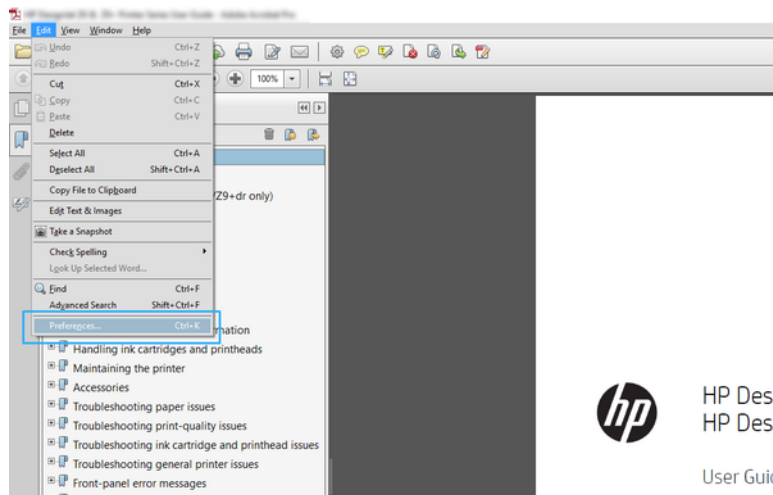 File Edit View Window Help
Undo Ctrl+Z
Redo Shift+Ctrl+Z
Cut Ctrl+X
100%
Copy Ctrl+C
Paste Ctrl+V
Delete
Select All Ctrl+A
Deselect All Shift+Ctrl+A
Copy File to Clipboard
/Z9+dr only)
Edit Text & Images
Take a Snapshot
Check Spelling
Look Up Selected Word...
Find Ctrl+F
Advanced Search Shift+Ctrl+F
Preferences... Ctrl+K
mation
Handling ink cartridges and printheads
Maintaining the printer
Accessories
Troubleshooting paper issues
Troubleshooting print-quality issues
Troubleshooting ink cartridge and printhead issues
Troubleshooting general printer issues
Front-panel error messages
hp
HP Des
HP Des
User Guid